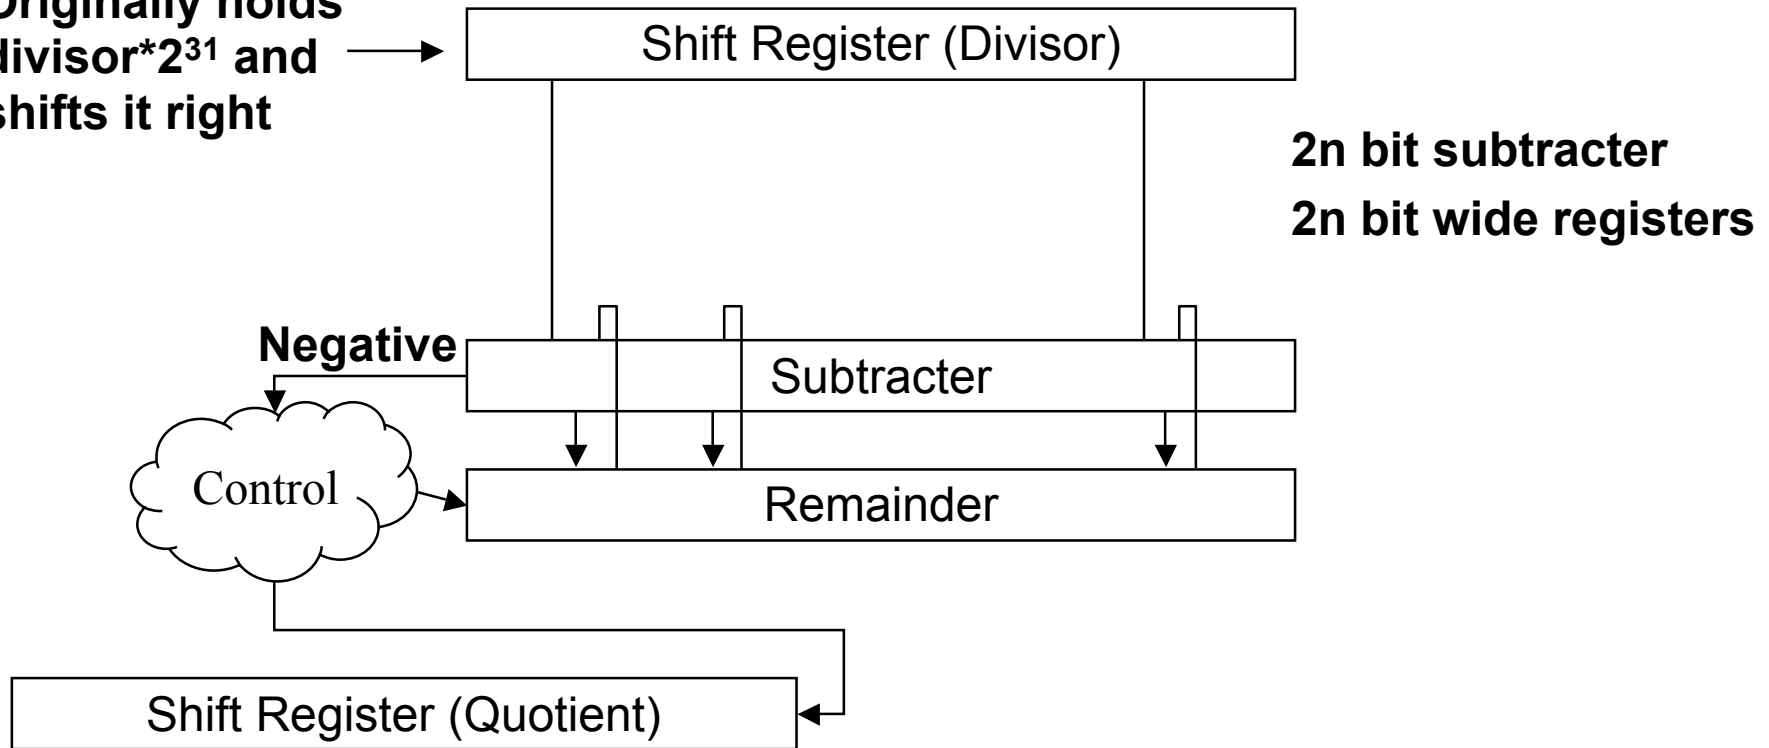 Originally holds
divisor*2³¹ and
shifts it right
Shift Register (Divisor)
2n bit subtracter
2n bit wide registers
Negative
Subtracter
Control
Remainder
Shift Register (Quotient)